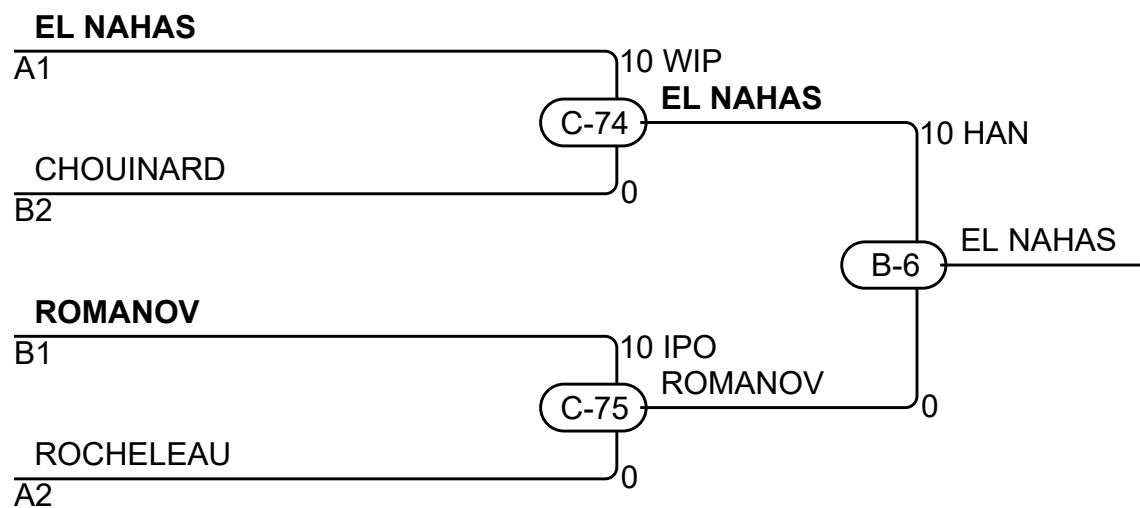 EL NAHAS
A1
10 WIP
EL NAHAS
C-74
10 HAN
CHOUINARD
B2
0
EL NAHAS
B-6
ROMANOV
B1
10 IPO
ROMANOV
C-75
0
ROCHELEAU
A2
0